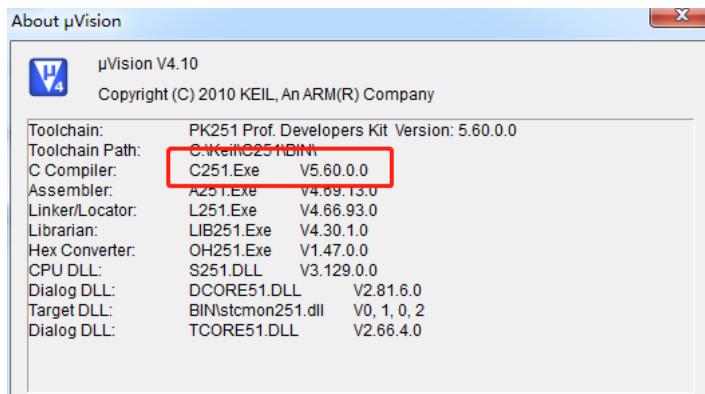 About µVision
µVision V4.10
Copyright (C) 2010 KEIL, An ARM(R) Company
Toolchain: PK251 Prof. Developers Kit Version: 5.60.0.0
Toolchain Path: C:\Keil\C251\BIN\
C Compiler: C251.Exe V5.60.0.0
Assembler: A251.Exe V4.69.13.0
Linker/Locator: L251.Exe V4.66.93.0
Librarian: LIB251.Exe V4.30.1.0
Hex Converter: OH251.Exe V1.47.0.0
CPU DLL: S251.DLL V3.129.0.0
Dialog DLL: DCORE51.DLL V2.81.6.0
Target DLL: BIN\stcmon251.dll V0, 1, 0, 2
Dialog DLL: TCORE51.DLL V2.66.4.0